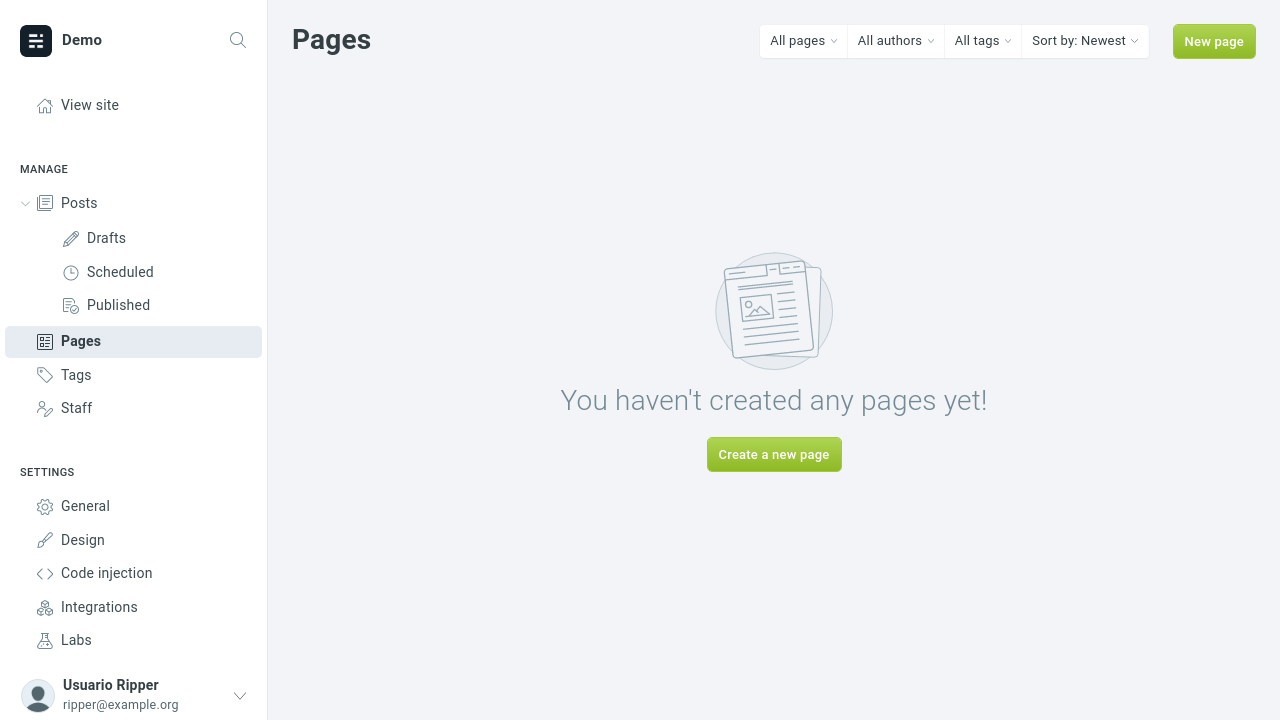 Demo
View site
MANAGE
Posts
Drafts
Scheduled
Published
Pages
Tags
Staff
SETTINGS
General
Design
Code injection
Integrations
Labs
Usuario Ripper
ripper@example.org
Pages
All pages
All authors
All tags
Sort by: Newest
New page
You haven't created any pages yet!
Create a new page